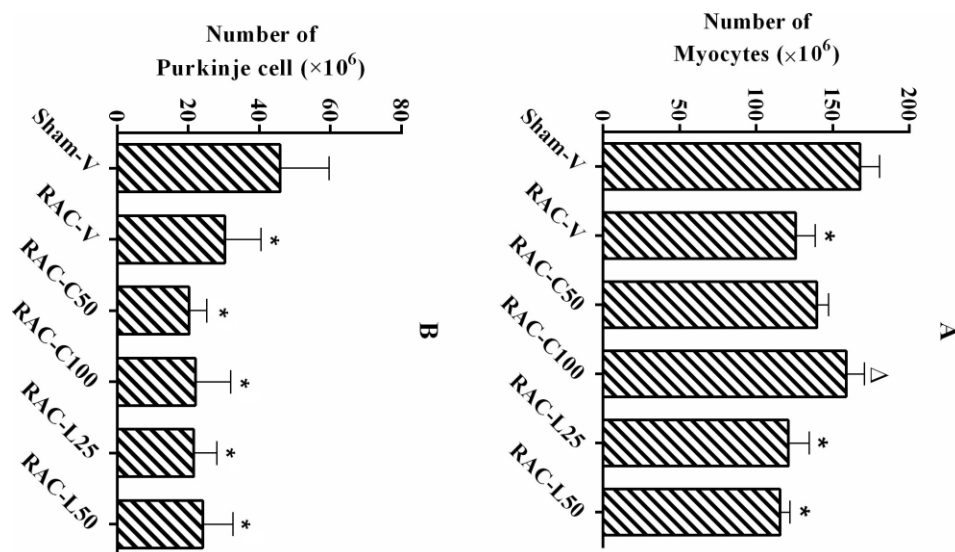 A
Number of
Myocytes (×10⁶)
200
150
100
50
0
*
Δ
*
*
Sham-V
RAC-V
RAC-C50
RAC-C100
RAC-L25
RAC-L50
B
Number of
Purkinje cell (×10⁶)
80
60
40
20
0
*
*
*
*
*
Sham-V
RAC-V
RAC-C50
RAC-C100
RAC-L25
RAC-L50